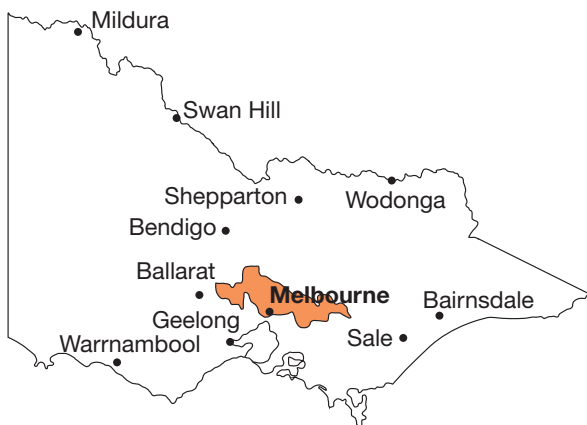 Mildura
Swan Hill
Shepparton
Wodonga
Bendigo
Ballarat
Melbourne
Bairnsdale
Geelong
Sale
Warrnambool